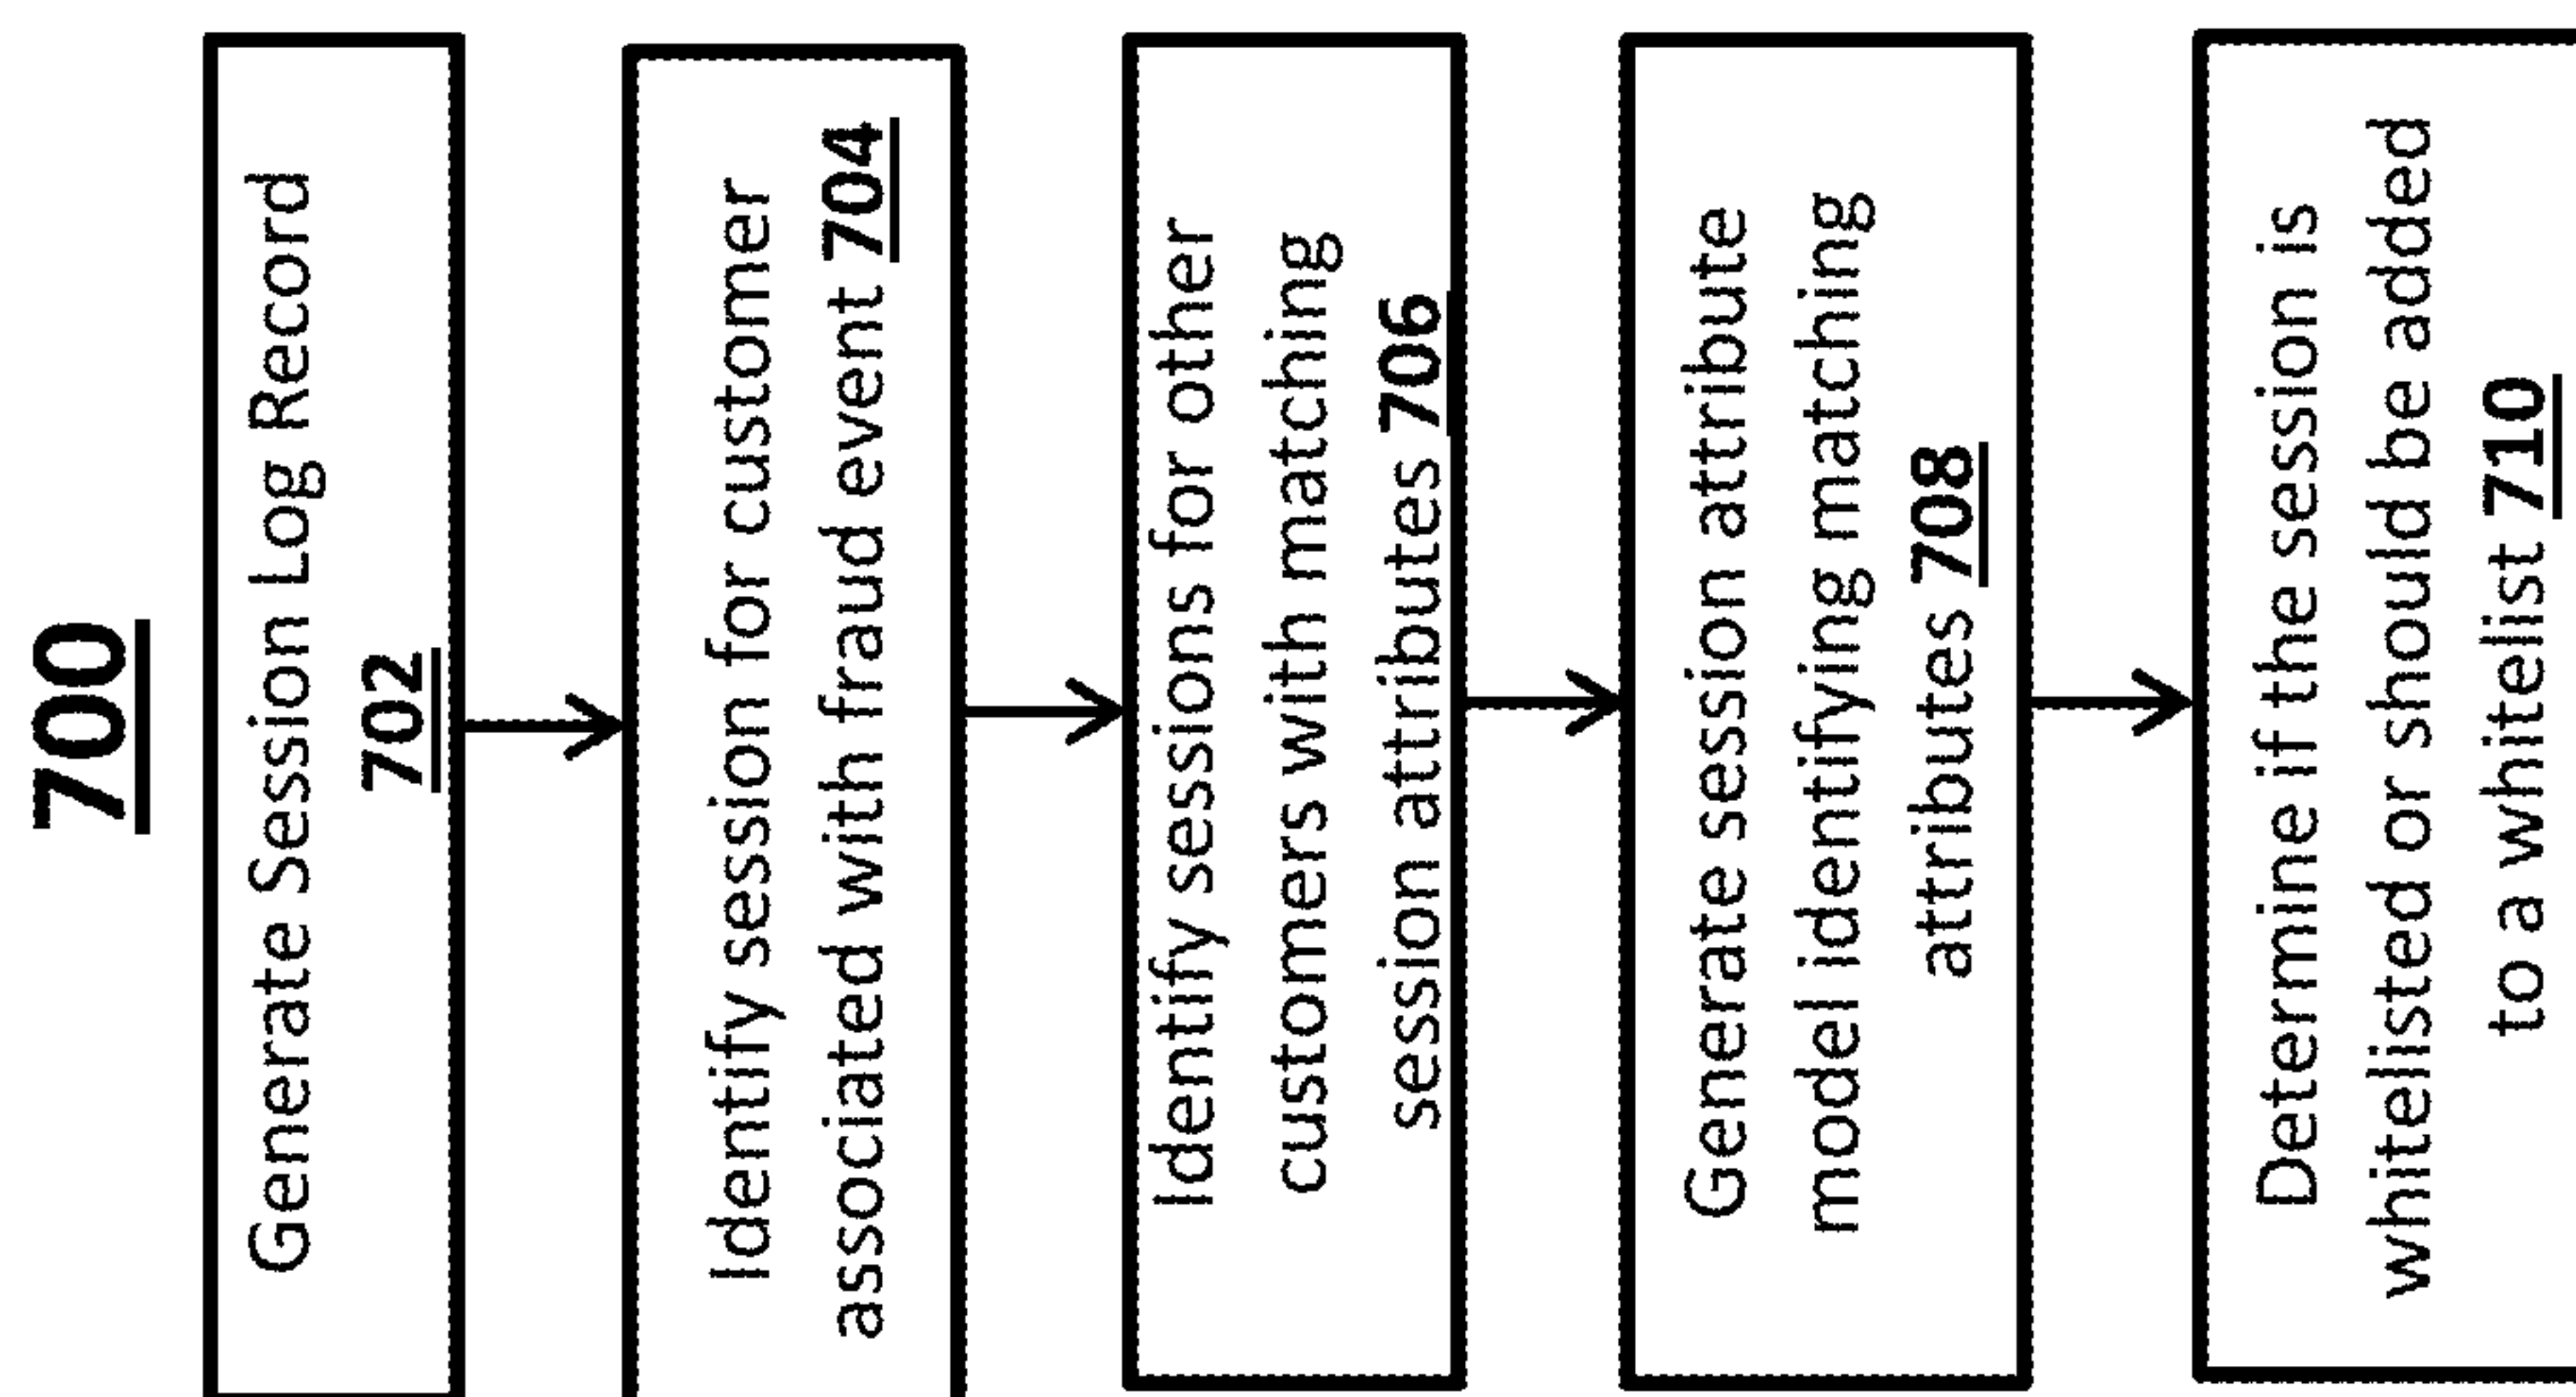 700
Generate Session Log Record
702
Identify session for customer
associated with fraud event 704
Identify sessions for other
customers with matching
session attributes 706
Generate session attribute
model identifying matching
attributes 708
Determine if the session is
whitelisted or should be added
to a whitelist 710